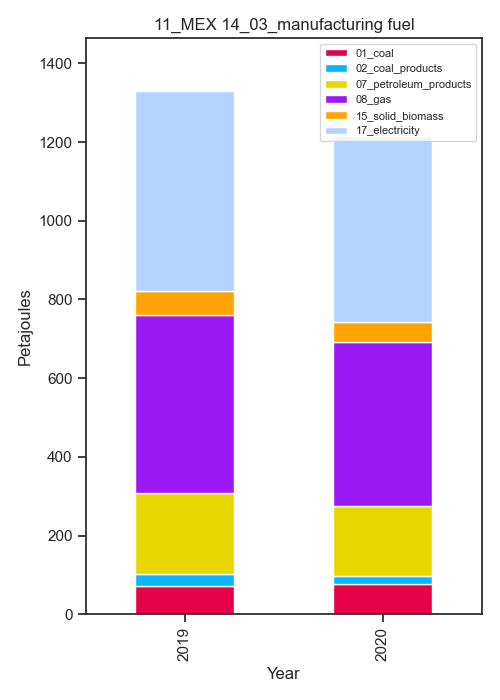 11_MEX 14_03_manufacturing fuel
01_coal
02_coal_products
07_petroleum_products
08_gas
15_solid_biomass
17_electricity
1400
1200
1000
800
600
400
200
0
Petajoules
2019
2020
Year